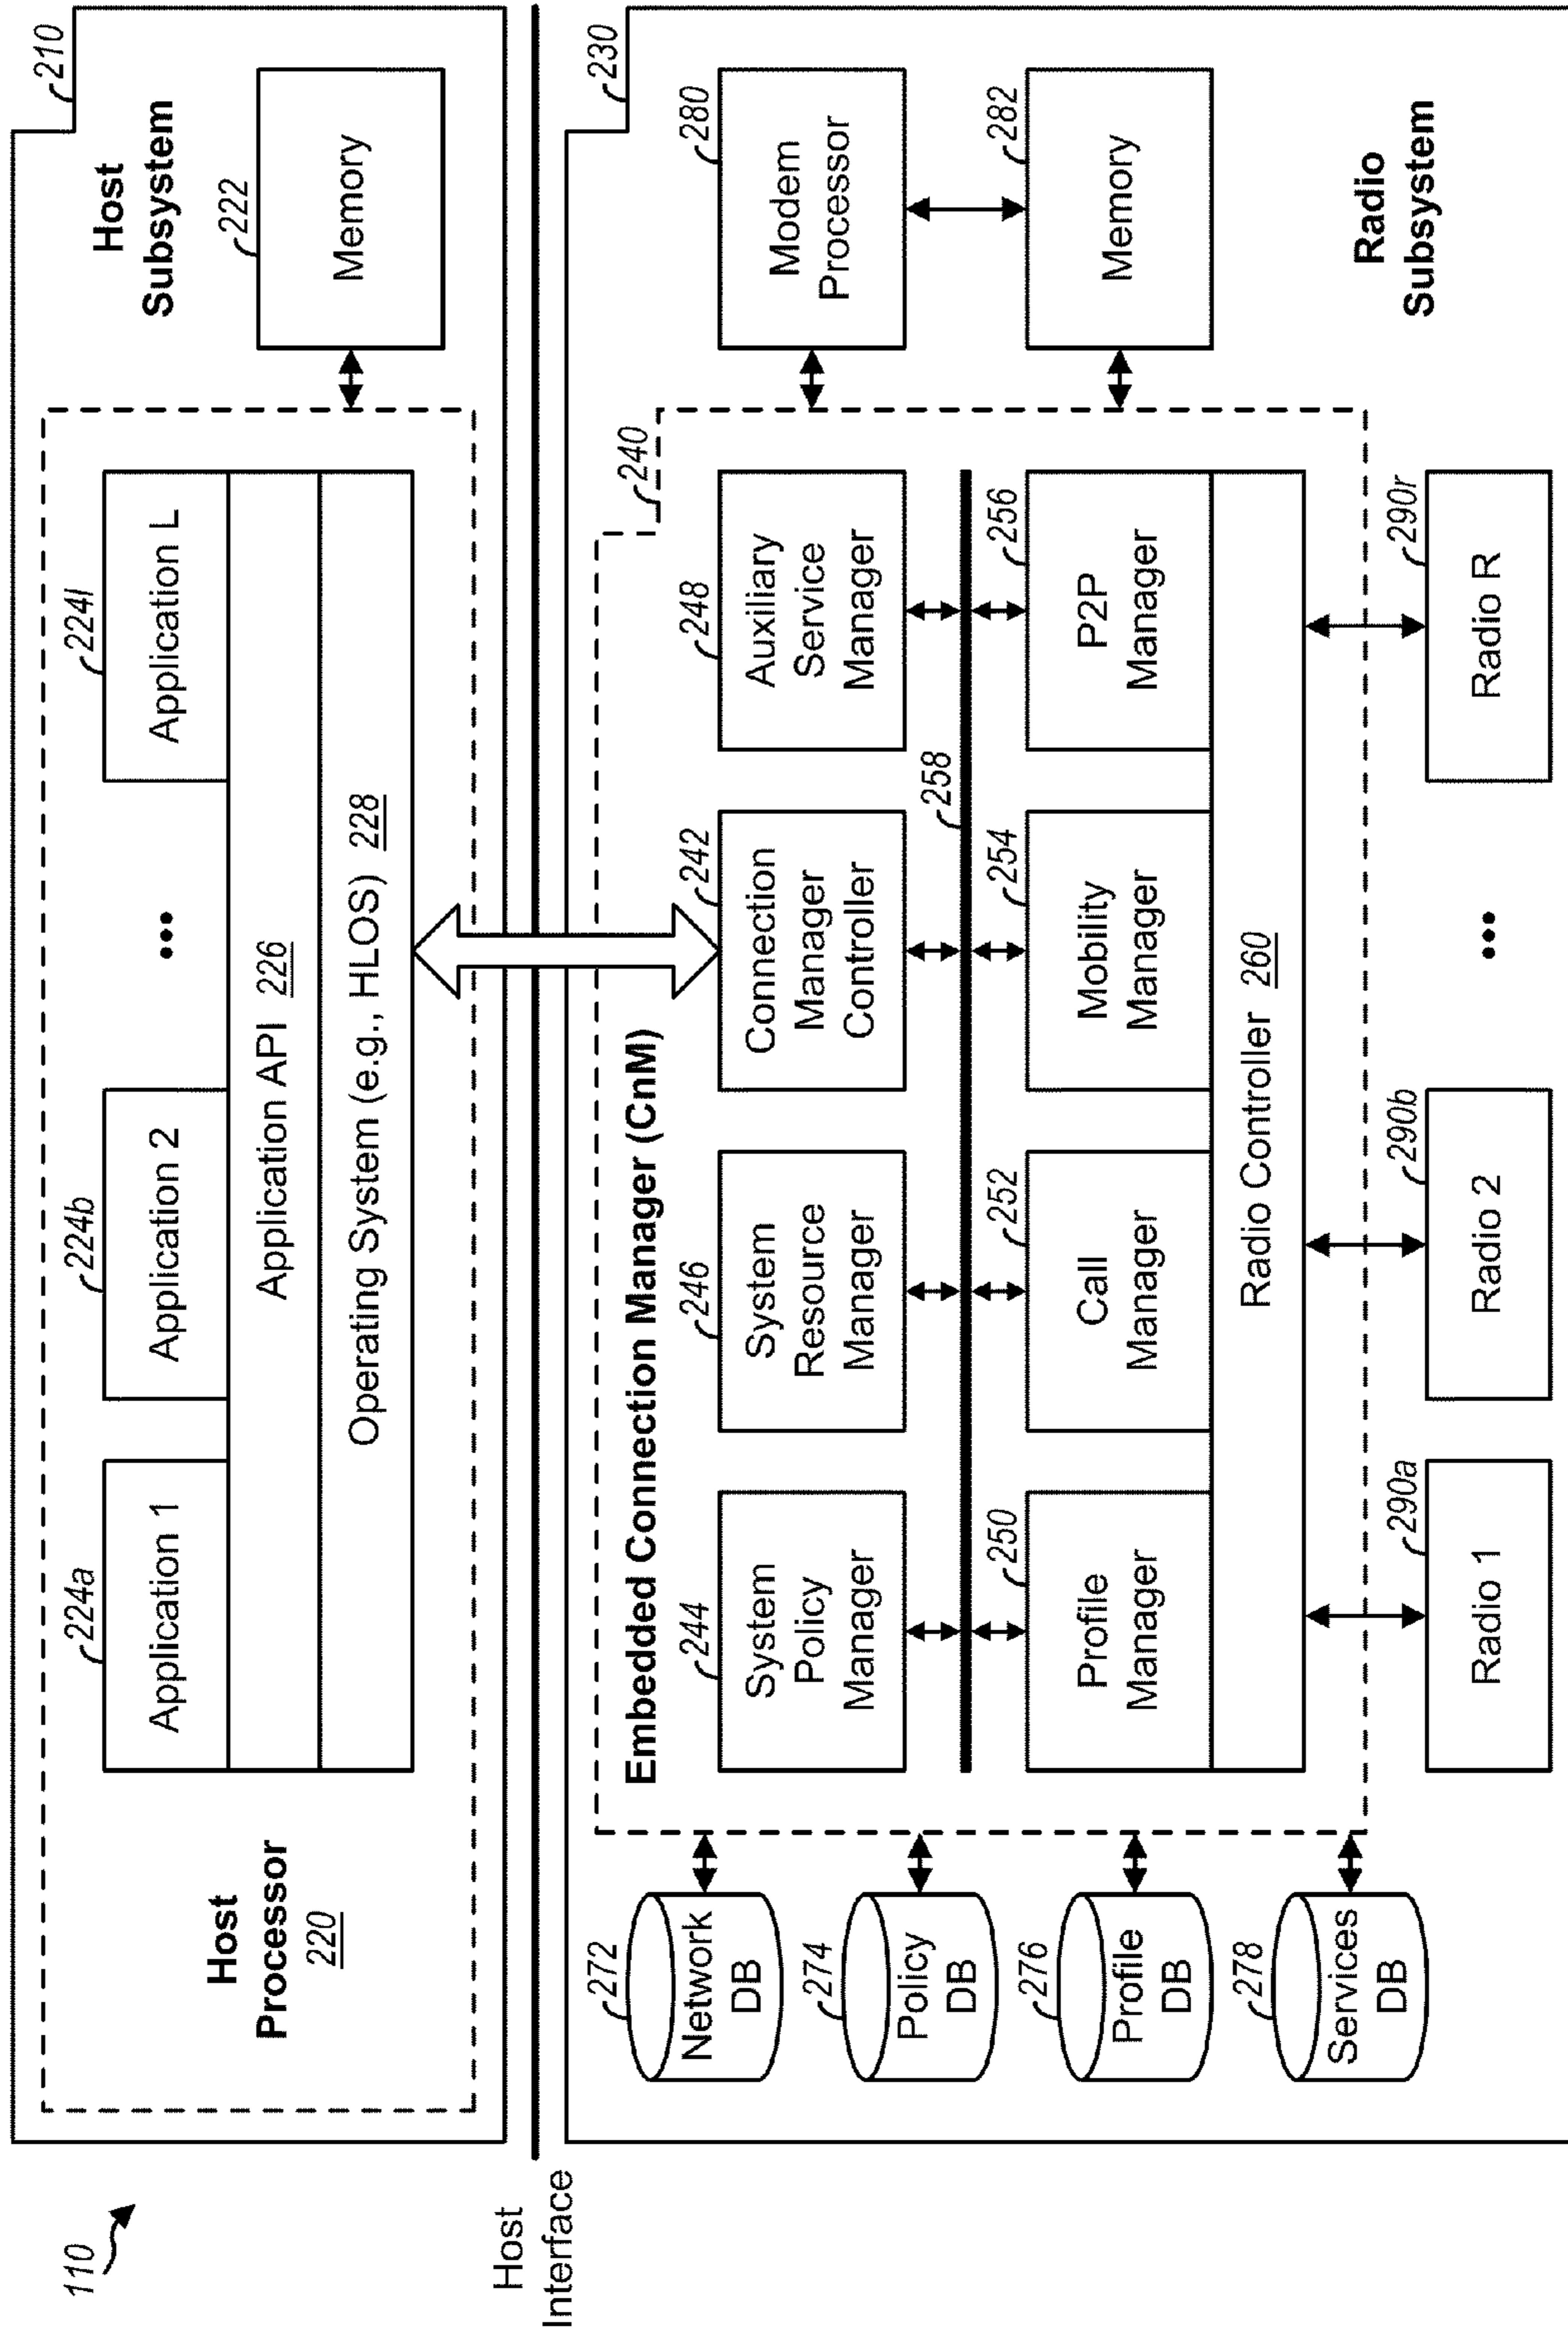 110
210
Host
Subsystem
Host
Processor
220
224a
Application 1
224b
Application 2
...
224l
Application L
222
Memory
Application API 226
Operating System (e.g., HLOS) 228
Host
Interface
230
240
Embedded Connection Manager (CnM)
272
Network
DB
274
Policy
DB
276
Profile
DB
278
Services
DB
244
System
Policy
Manager
246
System
Resource
Manager
242
Connection
Manager
Controller
248
Auxiliary
Service
Manager
280
Modem
Processor
258
250
Profile
Manager
252
Call
Manager
254
Mobility
Manager
256
P2P
Manager
282
Memory
Radio Controller 260
290a
Radio 1
290b
Radio 2
...
290r
Radio R
Radio
Subsystem